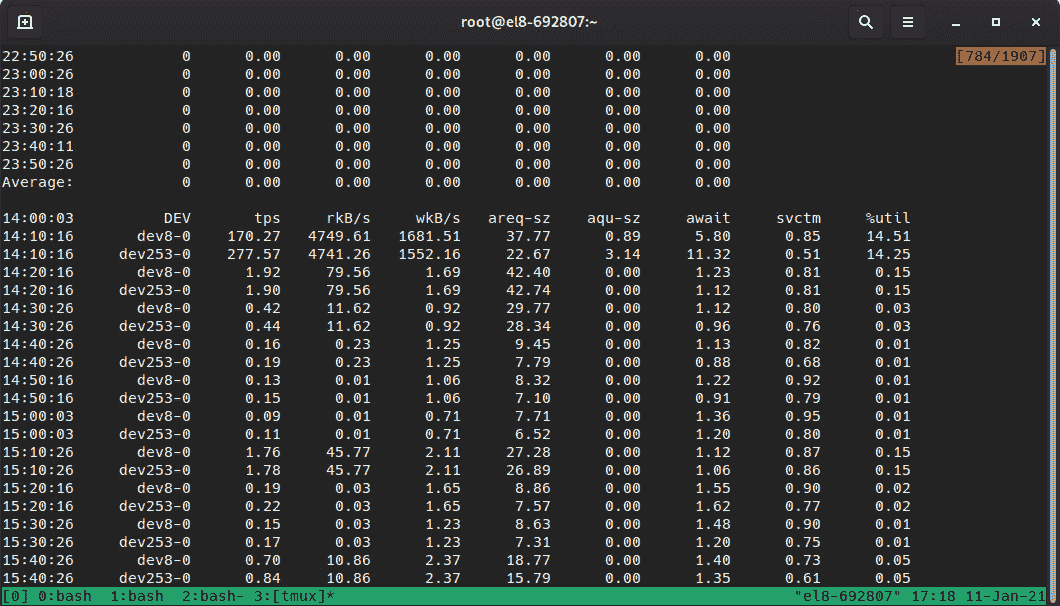 root@el8-692807:~
22:50:26 0 0.00 0.00 0.00 0.00 0.00 0.00 [784/1907]
23:00:26 0 0.00 0.00 0.00 0.00 0.00 0.00
23:10:18 0 0.00 0.00 0.00 0.00 0.00 0.00
23:20:16 0 0.00 0.00 0.00 0.00 0.00 0.00
23:30:26 0 0.00 0.00 0.00 0.00 0.00 0.00
23:40:11 0 0.00 0.00 0.00 0.00 0.00 0.00
23:50:26 0 0.00 0.00 0.00 0.00 0.00 0.00
Average: 0 0.00 0.00 0.00 0.00 0.00 0.00
14:00:03 DEV tps rkB/s wkB/s areq-sz aqu-sz await svctm %util
14:10:16 dev8-0 170.27 4749.61 1681.51 37.77 0.89 5.80 0.85 14.51
14:10:16 dev253-0 277.57 4741.26 1552.16 22.67 3.14 11.32 0.51 14.25
14:20:16 dev8-0 1.92 79.56 1.69 42.40 0.00 1.23 0.81 0.15
14:20:16 dev253-0 1.90 79.56 1.69 42.74 0.00 1.12 0.81 0.15
14:30:26 dev8-0 0.42 11.62 0.92 29.77 0.00 1.12 0.80 0.03
14:30:26 dev253-0 0.44 11.62 0.92 28.34 0.00 0.96 0.76 0.03
14:40:26 dev8-0 0.16 0.23 1.25 9.45 0.00 1.13 0.82 0.01
14:40:26 dev253-0 0.19 0.23 1.25 7.79 0.00 0.88 0.68 0.01
14:50:16 dev8-0 0.13 0.01 1.06 8.32 0.00 1.22 0.92 0.01
14:50:16 dev253-0 0.15 0.01 1.06 7.10 0.00 0.91 0.79 0.01
15:00:03 dev8-0 0.09 0.01 0.71 7.71 0.00 1.36 0.95 0.01
15:00:03 dev253-0 0.11 0.01 0.71 6.52 0.00 1.20 0.80 0.01
15:10:26 dev8-0 1.76 45.77 2.11 27.28 0.00 1.12 0.87 0.15
15:10:26 dev253-0 1.78 45.77 2.11 26.89 0.00 1.06 0.86 0.15
15:20:16 dev8-0 0.19 0.03 1.65 8.86 0.00 1.55 0.90 0.02
15:20:16 dev253-0 0.22 0.03 1.65 7.57 0.00 1.62 0.77 0.02
15:30:26 dev8-0 0.15 0.03 1.23 8.63 0.00 1.48 0.90 0.01
15:30:26 dev253-0 0.17 0.03 1.23 7.31 0.00 1.20 0.75 0.01
15:40:26 dev8-0 0.70 10.86 2.37 18.77 0.00 1.40 0.73 0.05
15:40:26 dev253-0 0.84 10.86 2.37 15.79 0.00 1.35 0.61 0.05
[0] 0:bash 1:bash 2:bash- 3:[tmux]* "el8-692807" 17:18 11-Jan-21